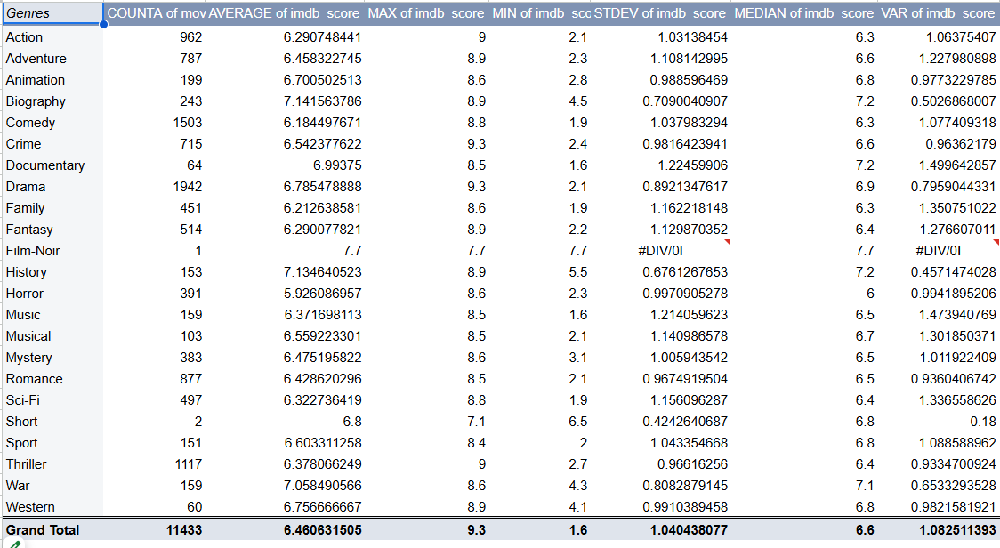 Genres COUNTA of mov AVERAGE of imdb_score MAX of imdb_score MIN of imdb_sco STDEV of imdb_score MEDIAN of imdb_score VAR of imdb_score
Action 962 6.290748441 9 2.1 1.03138454 6.3 1.06375407
Adventure 787 6.458322745 8.9 2.3 1.108142995 6.6 1.227980898
Animation 199 6.700502513 8.6 2.8 0.988596469 6.8 0.9773229785
Biography 243 7.141563786 8.9 4.5 0.7090040907 7.2 0.5026868007
Comedy 1503 6.184497671 8.8 1.9 1.037983294 6.3 1.077409318
Crime 715 6.542377622 9.3 2.4 0.9816423941 6.6 0.96362179
Documentary 64 6.99375 8.5 1.6 1.22459906 7.2 1.499642857
Drama 1942 6.785478888 9.3 2.1 0.8921347617 6.9 0.7959044331
Family 451 6.212638581 8.6 1.9 1.162218148 6.3 1.350751022
Fantasy 514 6.290077821 8.9 2.2 1.129870352 6.4 1.276607011
Film-Noir 1 7.7 7.7 7.7 #DIV/0! 7.7 #DIV/0!
History 153 7.134640523 8.9 5.5 0.6761267653 7.2 0.4571474028
Horror 391 5.926086957 8.6 2.3 0.9970905278 6 0.9941895206
Music 159 6.371698113 8.5 1.6 1.214059623 6.5 1.473940769
Musical 103 6.559223301 8.5 2.1 1.140986578 6.7 1.301850371
Mystery 383 6.475195822 8.6 3.1 1.005943542 6.5 1.011922409
Romance 877 6.428620296 8.5 2.1 0.9674919504 6.5 0.9360406742
Sci-Fi 497 6.322736419 8.8 1.9 1.156096287 6.4 1.336558626
Short 2 6.8 7.1 6.5 0.4242640687 6.8 0.18
Sport 151 6.603311258 8.4 2 1.043354668 6.8 1.088588962
Thriller 1117 6.378066249 9 2.7 0.96616256 6.4 0.9334700924
War 159 7.058490566 8.6 4.3 0.8082879145 7.1 0.6533293528
Western 60 6.756666667 8.9 4.1 0.9910389458 6.8 0.9821581921
Grand Total 11433 6.460631505 9.3 1.6 1.040438077 6.6 1.082511393